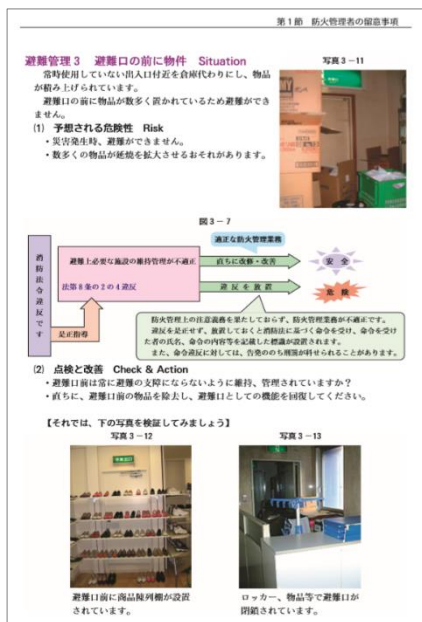 第1節 防火管理者の留意事項
避難管理3 避難口の前に物件 Situation
常時使用していない出入口付近を倉庫代わりにし、物品
が積み上げられています。
避難口の前に物品が数多く置かれているため避難ができ
ません。
(1) 予想される危険性 Risk
・災害発生時、避難ができません。
・数多くの物品が延焼を拡大させるおそれがあります。
写真3－11
図3－7
消防法令違反です
避難上必要な施設の維持管理が不適正
法第8条の2の4違反
是正指導
適正な防火管理業務
直ちに改修・改善
違反を放置
安全
危険
防火管理上の注意義務を果たしておらず、防火管理業務が不適正です。
違反を是正せず、放置しておくと消防法に基づく命令を受け、命令を受け
た者の氏名、命令の内容等を記載した標識が設置されます。
また、命令違反に対しては、告発ののち刑罰が科せられることがあります。
(2) 点検と改善 Check & Action
・避難口前は常に避難の支障にならないように維持、管理されていますか？
・直ちに、避難口前の物品を除去し、避難口としての機能を回復してください。
【それでは、下の写真を検証してみましょう】
写真3－12
避難口前に商品陳列棚が設置
されています。
写真3－13
ロッカー、物品等で避難口が
閉鎖されています。